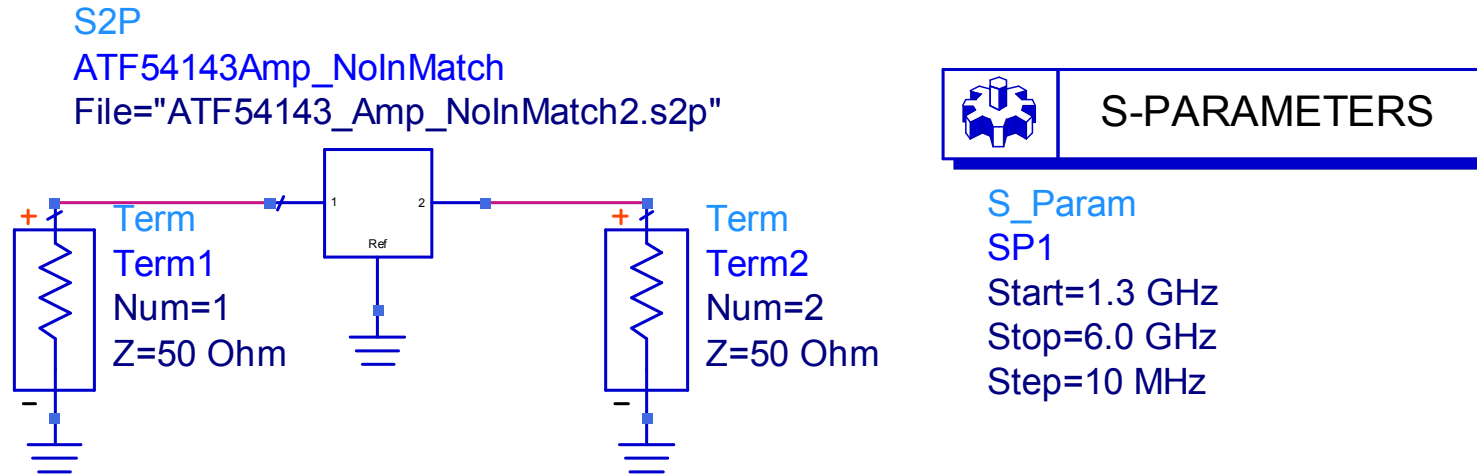 S2P
ATF54143Amp_NoInMatch
File="ATF54143_Amp_NoInMatch2.s2p"
1
2
Ref
+
Term
Term1
Num=1
Z=50 Ohm
−
+
Term
Term2
Num=2
Z=50 Ohm
−
S-PARAMETERS
S_Param
SP1
Start=1.3 GHz
Stop=6.0 GHz
Step=10 MHz